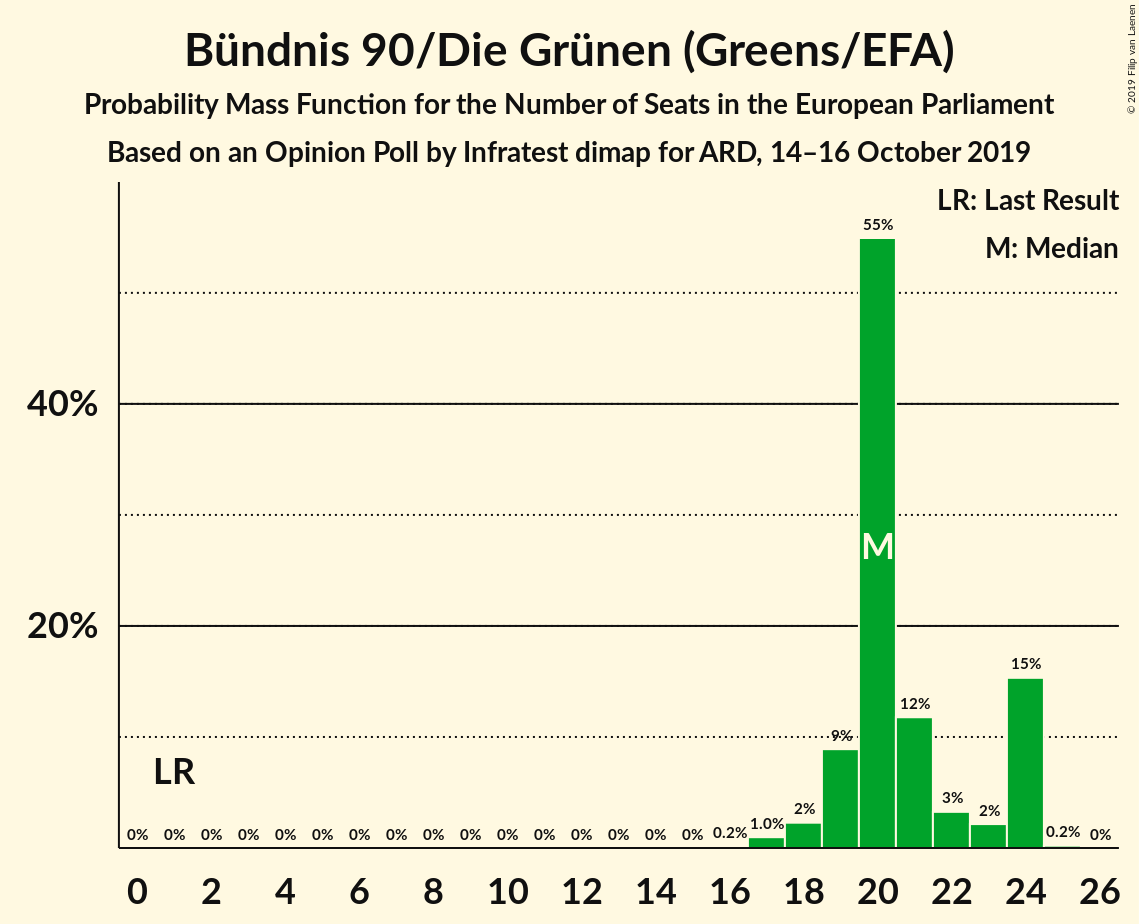 Bündnis 90/Die Grünen (Greens/EFA)
Probability Mass Function for the Number of Seats in the European Parliament
Based on an Opinion Poll by Infratest dimap for ARD, 14–16 October 2019
© 2019 Filip van Laenen
LR: Last Result
M: Median
55%
40%
M
20%
15%
12%
9%
LR
3%
2%
2%
1.0%
0% 0% 0% 0% 0% 0% 0% 0% 0% 0% 0% 0% 0% 0% 0% 0% 0.2% 0.2% 0%
0 2 4 6 8 10 12 14 16 18 20 22 24 26